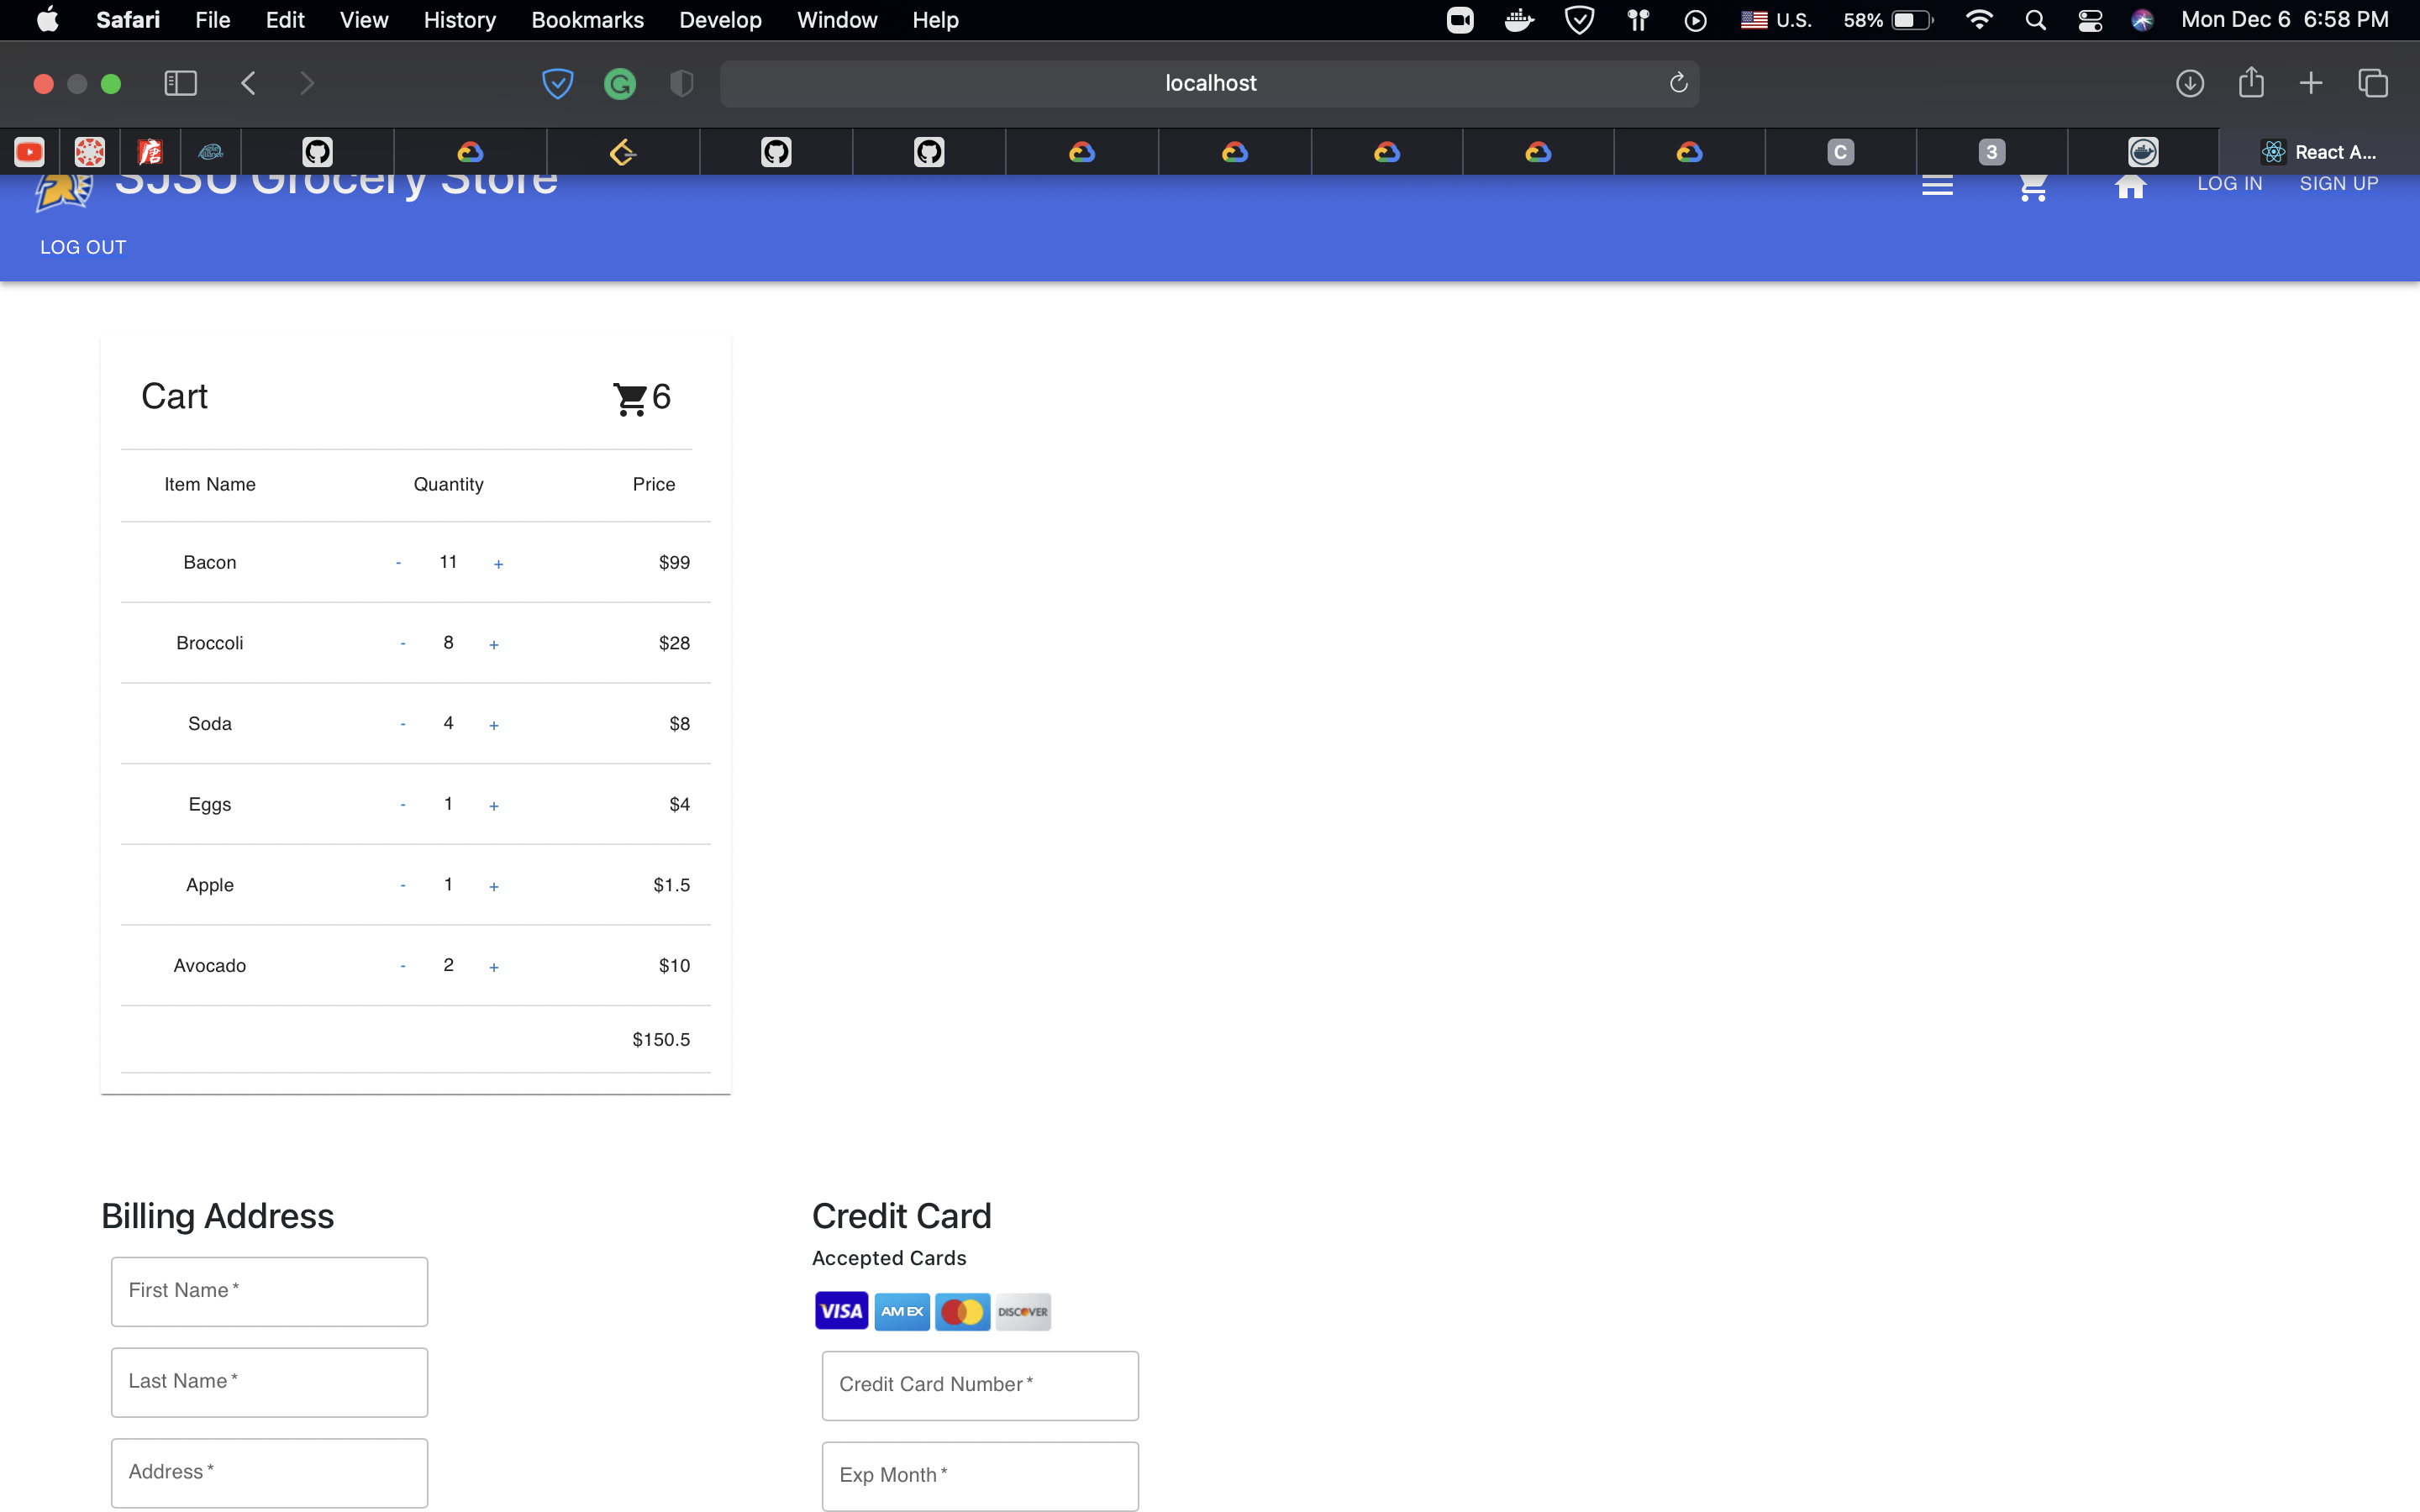 Safari File Edit View History Bookmarks Develop Window Help U.S. 58% Mon Dec 6 6:58 PM
localhost
C 3 React A...
SJSU Grocery Store LOG IN SIGN UP
LOG OUT
Cart 6
Item Name Quantity Price
Bacon - 11 + $99
Broccoli - 8 + $28
Soda - 4 + $8
Eggs - 1 + $4
Apple - 1 + $1.5
Avocado - 2 + $10
$150.5
Billing Address Credit Card
Accepted Cards
VISA AMEX DISCOVER
First Name *
Credit Card Number *
Last Name *
Exp Month *
Address *